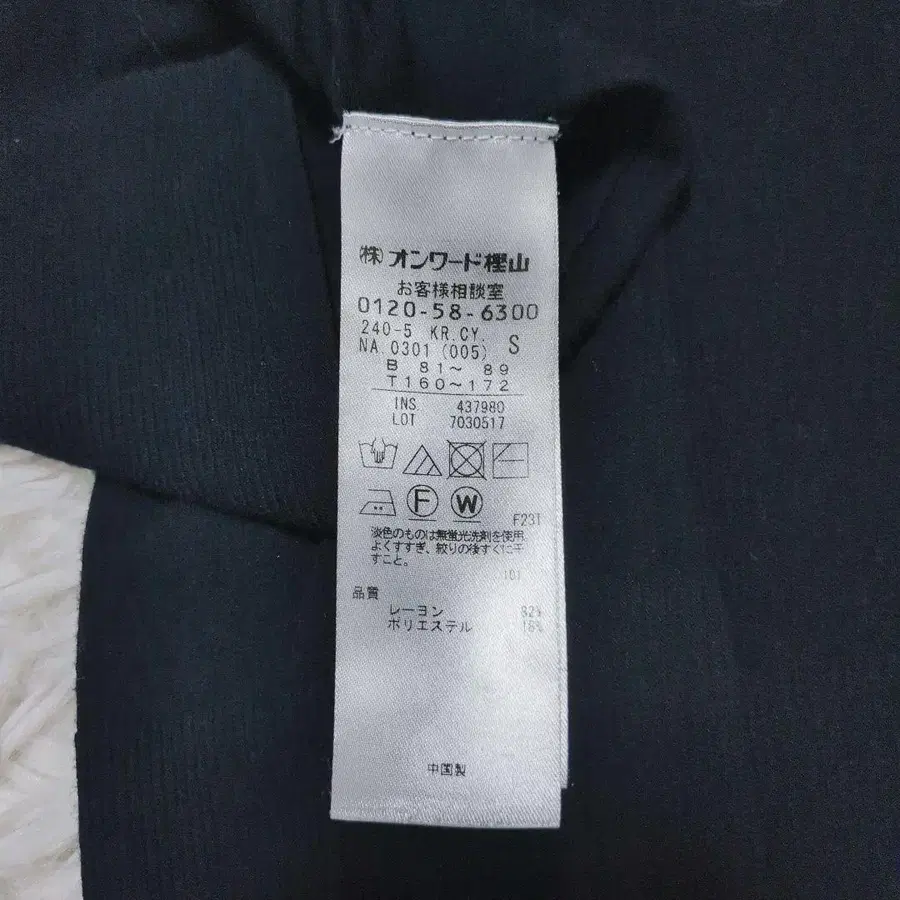 (株)オンワード樫山
お客様相談室
0120-58-6300
240-5 KR.CY. S
NA 0301 (005)
B 81～ 89
T160～172
INS. 437980
LOT 7030517
F W
F231
淡色のものは無蛍光洗剤を使用、
よくすすぎ、絞りの後すぐに干
すこと。
101
品質
レーヨン 82%
ポリエステル 18%
中国製